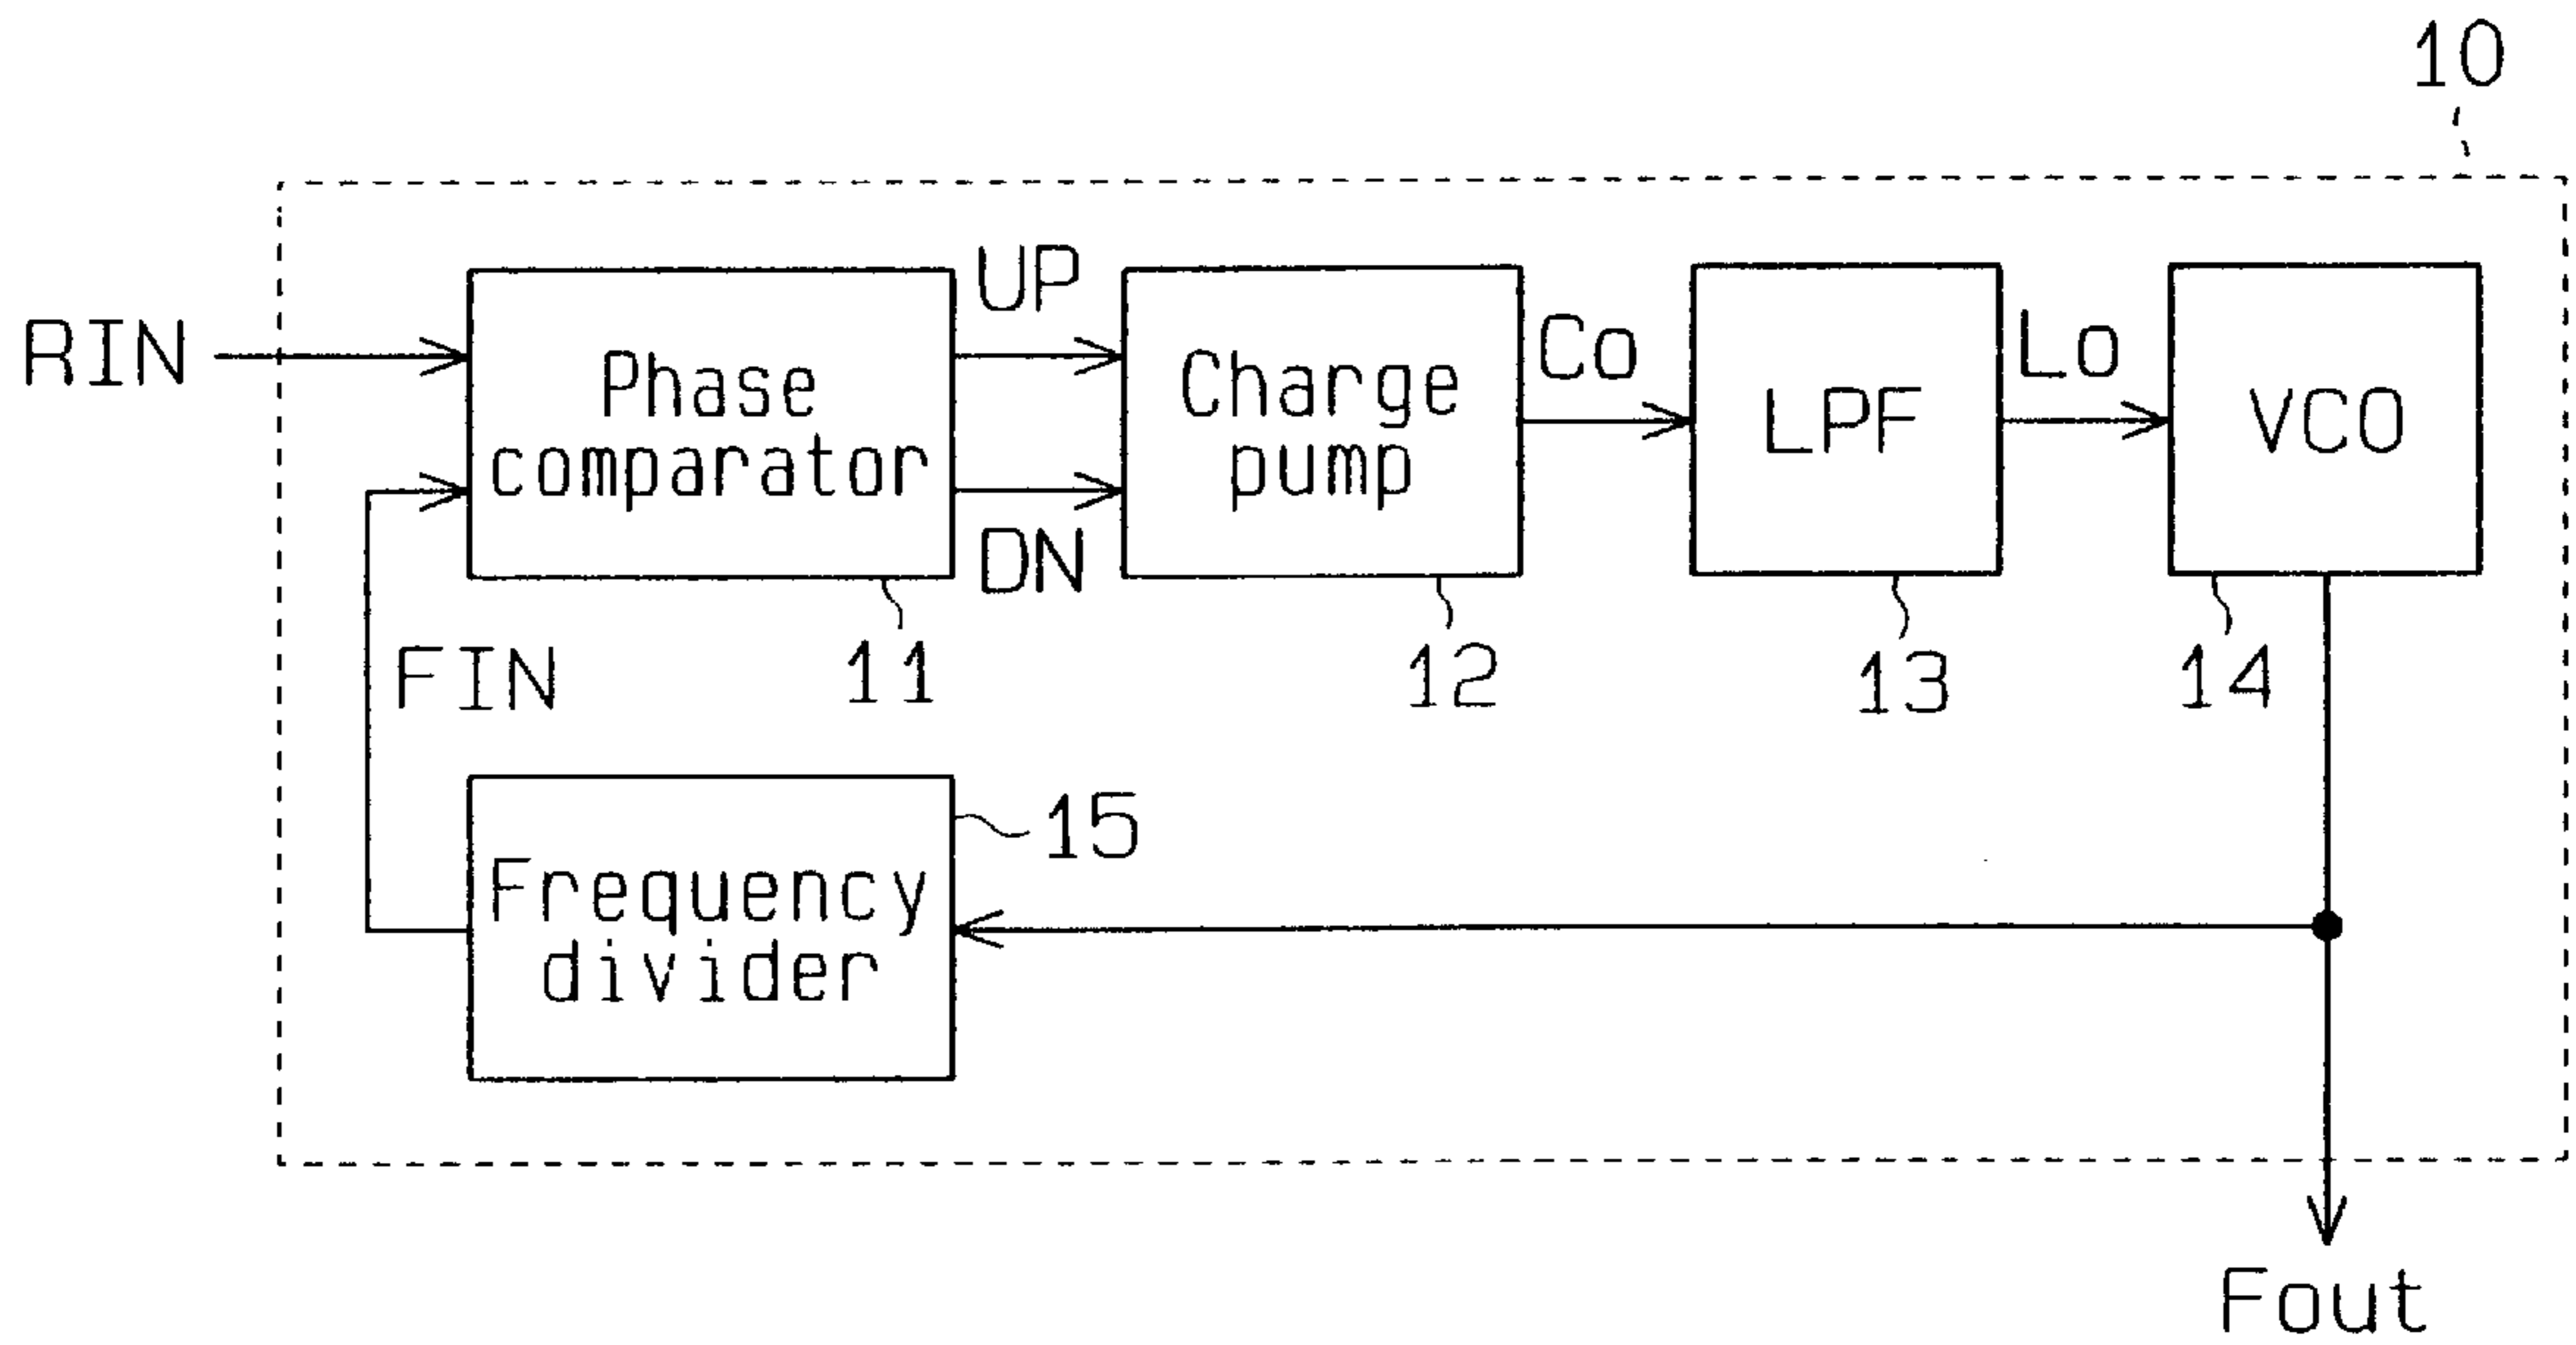 10
RIN
UP
DN
Phase
comparator
11
Charge
pump
12
Co
LPF
13
Lo
VCO
14
FIN
Frequency
divider
15
Fout